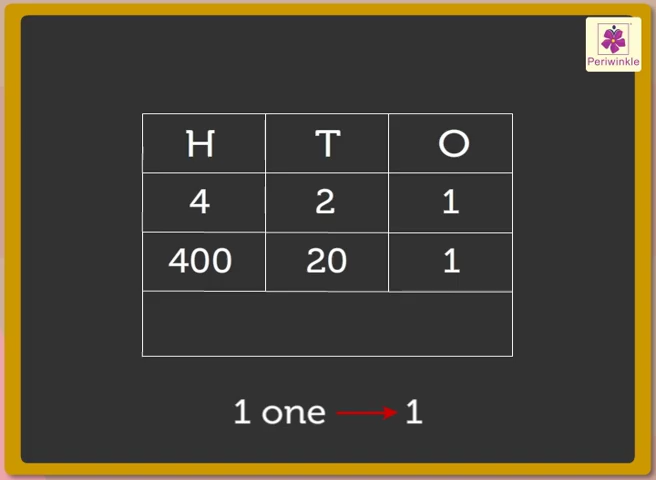 Periwinkle
H T O
4 2 1
400 20 1
1 one → 1